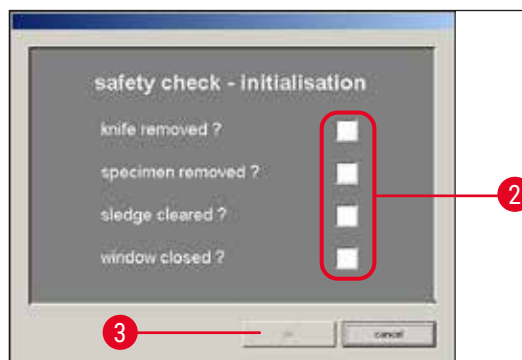 safety check - initialisation
knife removed ?
specimen removed ?
sledge cleared ?
window closed ?
2
3
cancel